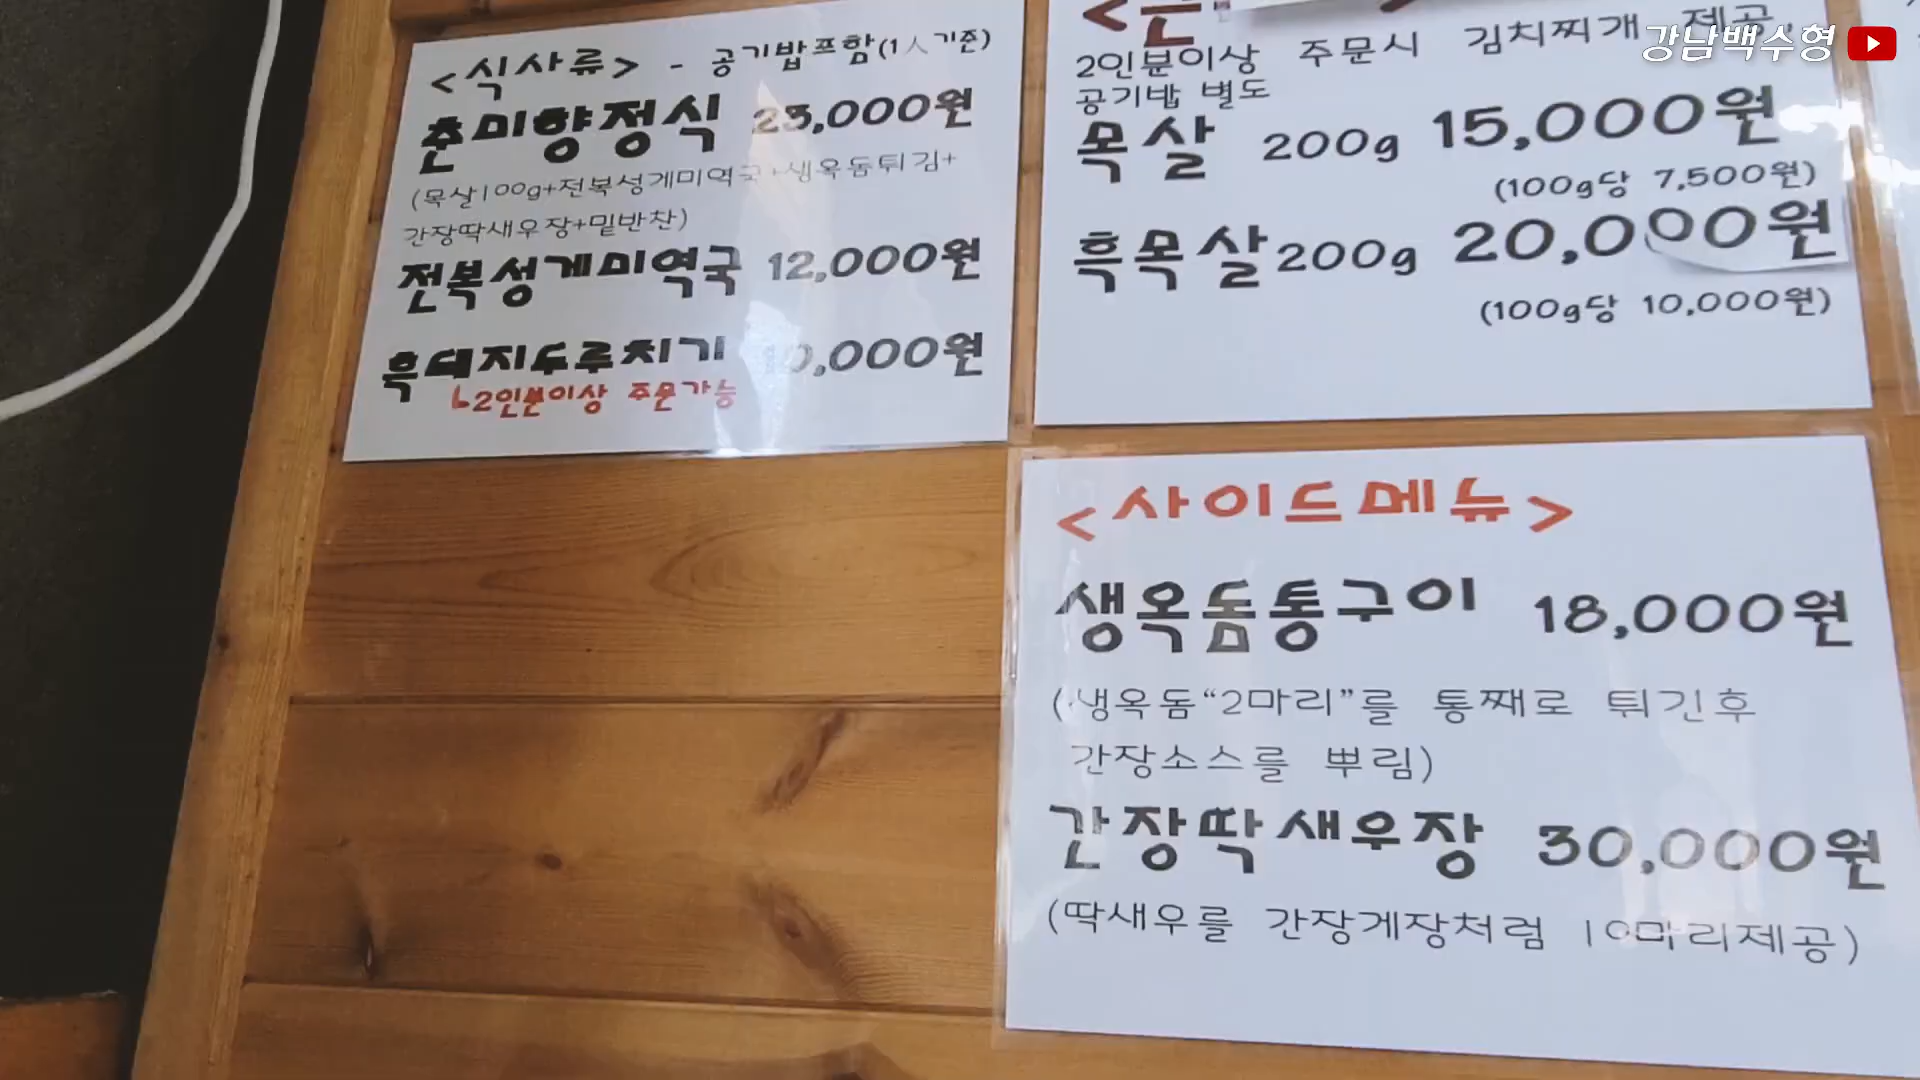 <식사류> - 공기밥포함(1人기준)
춘미향정식 23,000원
(목살100g+전복성게미역국+생옥돔튀김+
간장딱새우장+밑반찬)
전복성게미역국 12,000원
흑돼지두루치기 10,000원
2인분이상 주문가능
2인분이상 주문시 김치찌개 제공
공기밥 별도
목살 200g 15,000원
(100g당 7,500원)
흑목살 200g 20,000원
(100g당 10,000원)
<사이드메뉴>
생옥돔통구이 18,000원
(생옥돔“2마리”를 통째로 튀긴후
간장소스를 뿌림)
간장딱새우장 30,000원
(딱새우를 간장게장처럼 10마리제공)
강남백수형